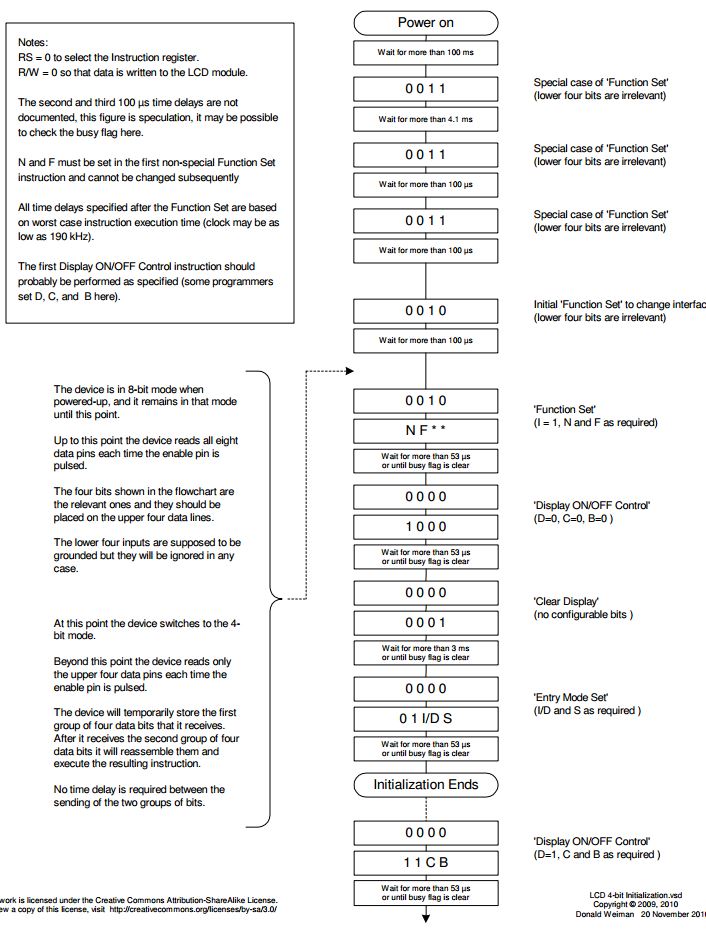 Notes:
RS = 0 to select the Instruction register.
R/W = 0 so that data is written to the LCD module.
The second and third 100 µs time delays are not
documented, this figure is speculation, it may be possible
to check the busy flag here.
N and F must be set in the first non-special Function Set
instruction and cannot be changed subsequently
All time delays specified after the Function Set are based
on worst case instruction execution time (clock may be as
low as 190 kHz).
The first Display ON/OFF Control instruction should
probably be performed as specified (some programmers
set D, C, and B here).
Power on
Wait for more than 100 ms
0 0 1 1
Special case of 'Function Set'
(lower four bits are irrelevant)
Wait for more than 4.1 ms
0 0 1 1
Special case of 'Function Set'
(lower four bits are irrelevant)
Wait for more than 100 µs
0 0 1 1
Special case of 'Function Set'
(lower four bits are irrelevant)
Wait for more than 100 µs
0 0 1 0
Initial 'Function Set' to change interfac
(lower four bits are irrelevant)
Wait for more than 100 µs
The device is in 8-bit mode when
powered-up, and it remains in that mode
until this point.
Up to this point the device reads all eight
data pins each time the enable pin is
pulsed.
The four bits shown in the flowchart are
the relevant ones and they should be
placed on the upper four data lines.
The lower four inputs are supposed to be
grounded but they will be ignored in any
case.
At this point the device switches to the 4-
bit mode.
Beyond this point the device reads only
the upper four data pins each time the
enable pin is pulsed.
The device will temporarily store the first
group of four data bits that it receives.
After it receives the second group of four
data bits it will reassemble them and
execute the resulting instruction.
No time delay is required between the
sending of the two groups of bits.
0 0 1 0
N F * *
'Function Set'
(I = 1, N and F as required)
Wait for more than 53 µs
or until busy flag is clear
0 0 0 0
1 0 0 0
'Display ON/OFF Control'
(D=0, C=0, B=0 )
Wait for more than 53 µs
or until busy flag is clear
0 0 0 0
0 0 0 1
'Clear Display'
(no configurable bits )
Wait for more than 3 ms
or until busy flag is clear
0 0 0 0
0 1 I/D S
'Entry Mode Set'
(I/D and S as required )
Wait for more than 53 µs
or until busy flag is clear
Initialization Ends
0 0 0 0
1 1 C B
'Display ON/OFF Control'
(D=1, C and B as required )
Wait for more than 53 µs
or until busy flag is clear
work is licensed under the Creative Commons Attribution-ShareAlike License.
ew a copy of this license, visit http://creativecommons.org/licenses/by-sa/3.0/
LCD 4-bit Initialization.vsd
Copyright © 2009, 2010
Donald Weiman 20 November 2010